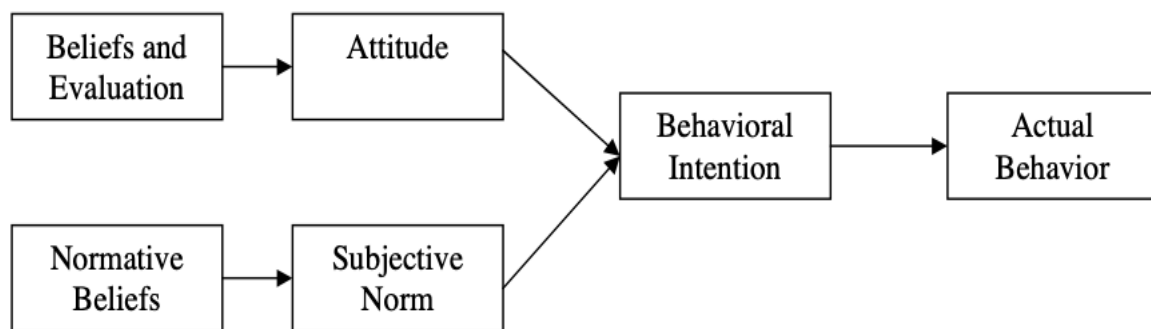 Beliefs and
Evaluation
Attitude
Behavioral
Intention
Actual
Behavior
Normative
Beliefs
Subjective
Norm